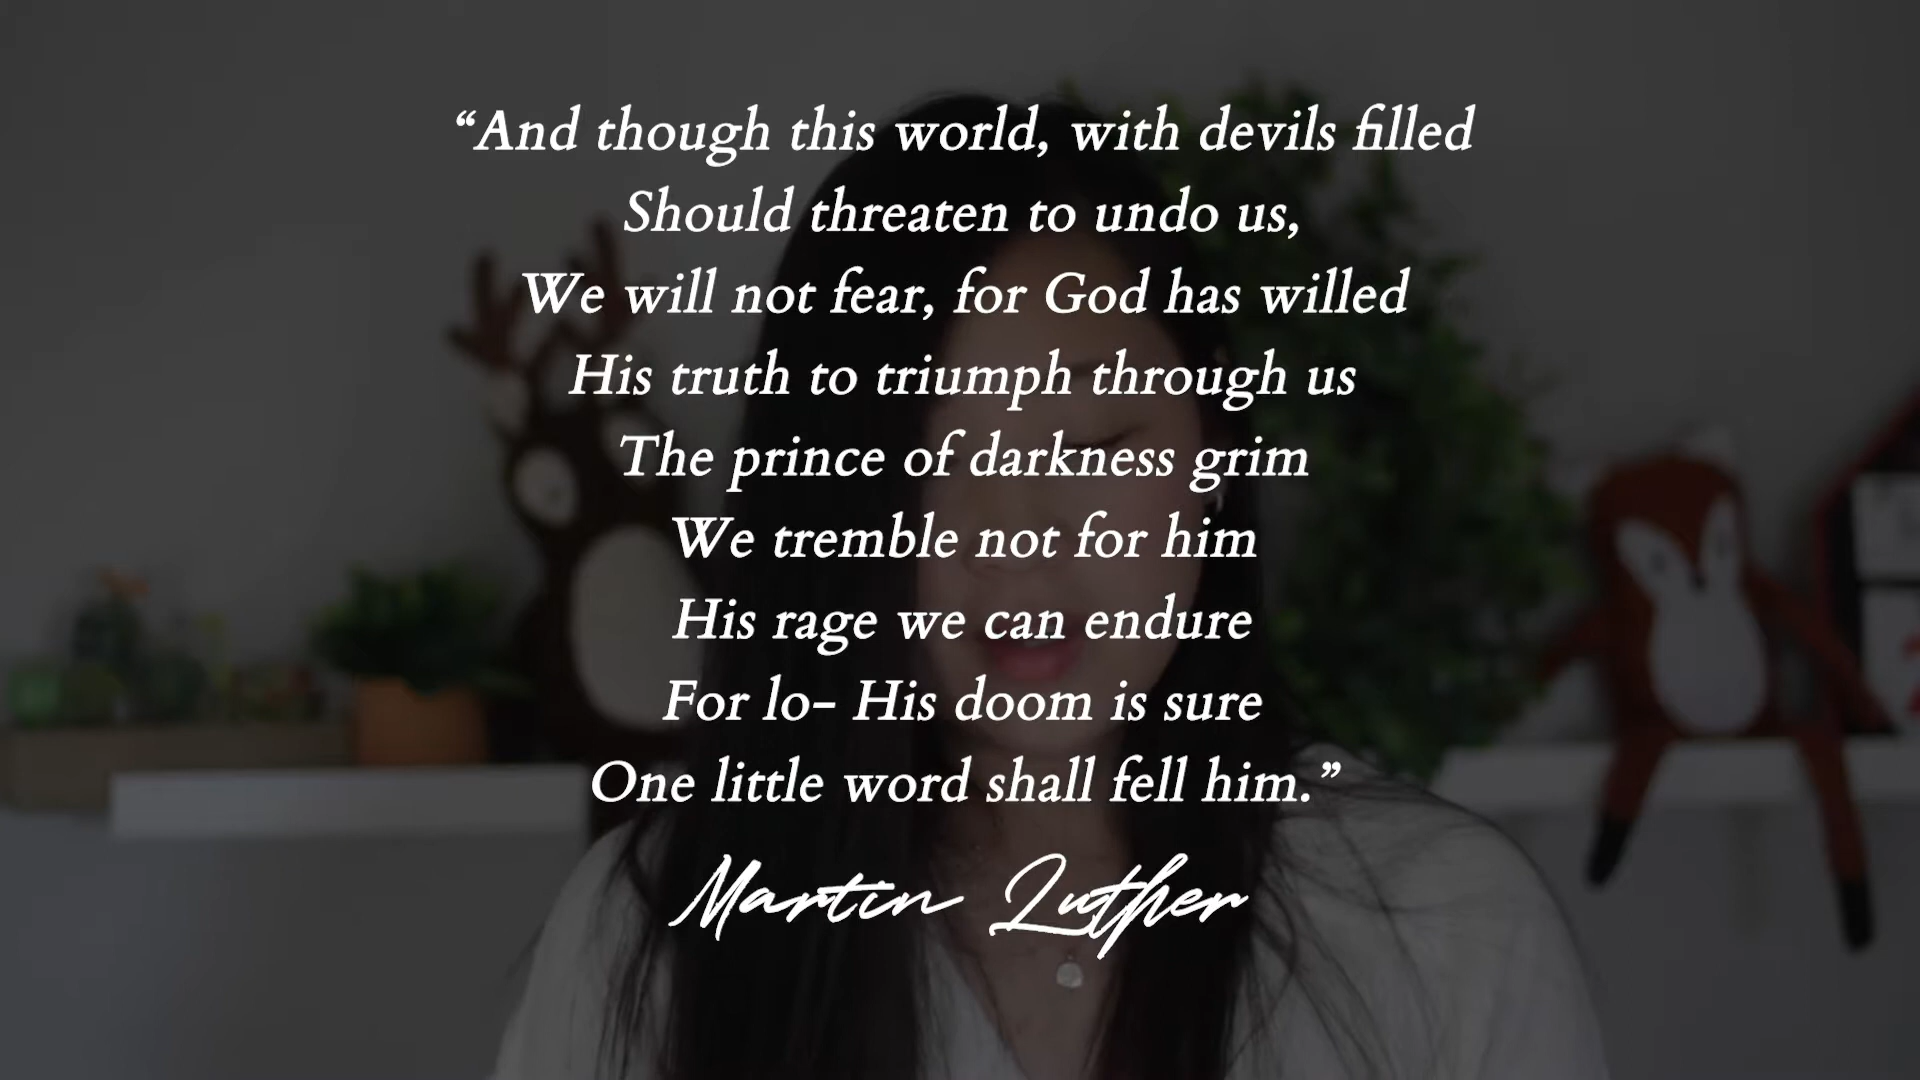 “And though this world, with devils filled
Should threaten to undo us,
We will not fear, for God has willed
His truth to triumph through us
The prince of darkness grim
We tremble not for him
His rage we can endure
For lo- His doom is sure
One little word shall fell him.”
Martin Luther